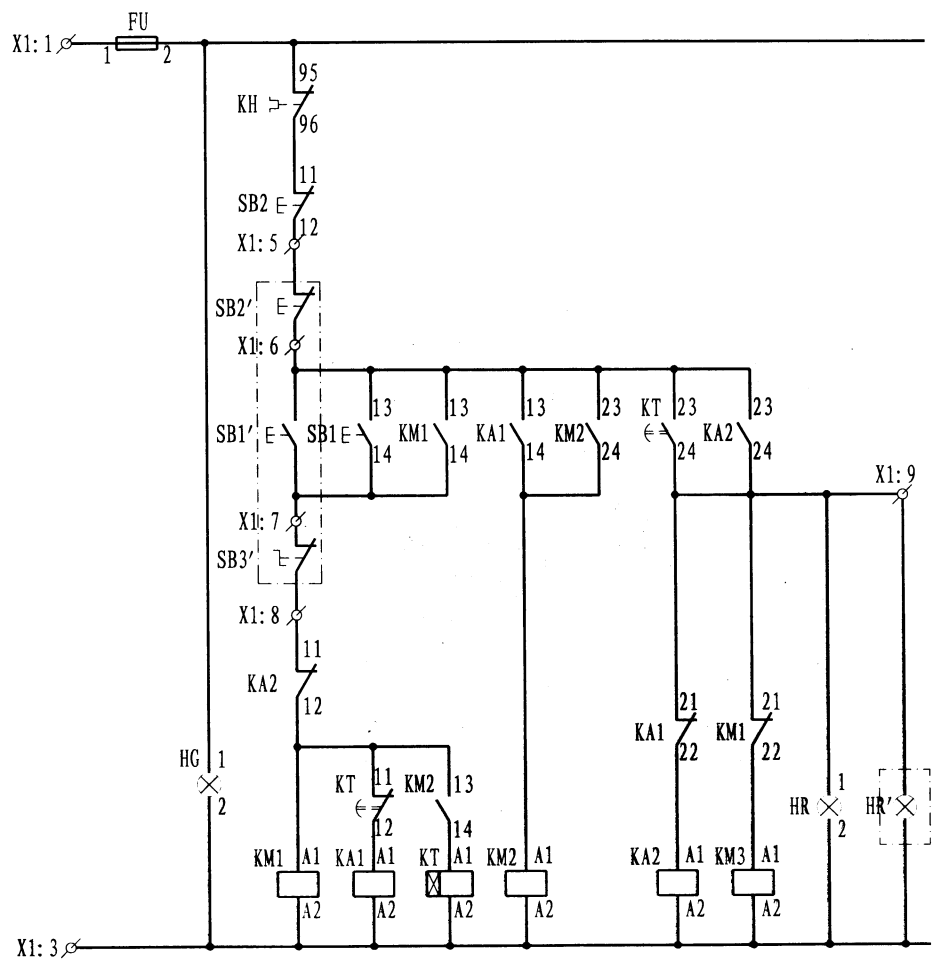 FU
X1:1
1 2
95
KH
96
11
SB2
12
X1:5
SB2′
X1:6
13 13 13 23 KT 23 23
SB1′ SB1 KM1 KA1 KM2 KA2
14 14 14 24 24 24
X1:9
X1:7
SB3′
X1:8
11
KA2
12
21 21
KA1 KM1
22 22
HG 1
2
KT 11 KM2 13
12 14
HR 1
2
HR′
KM1 A1 KA1 A1 KT A1 KM2 A1 KA2 A1 KM3 A1
A2 A2 A2 A2 A2 A2
X1:3